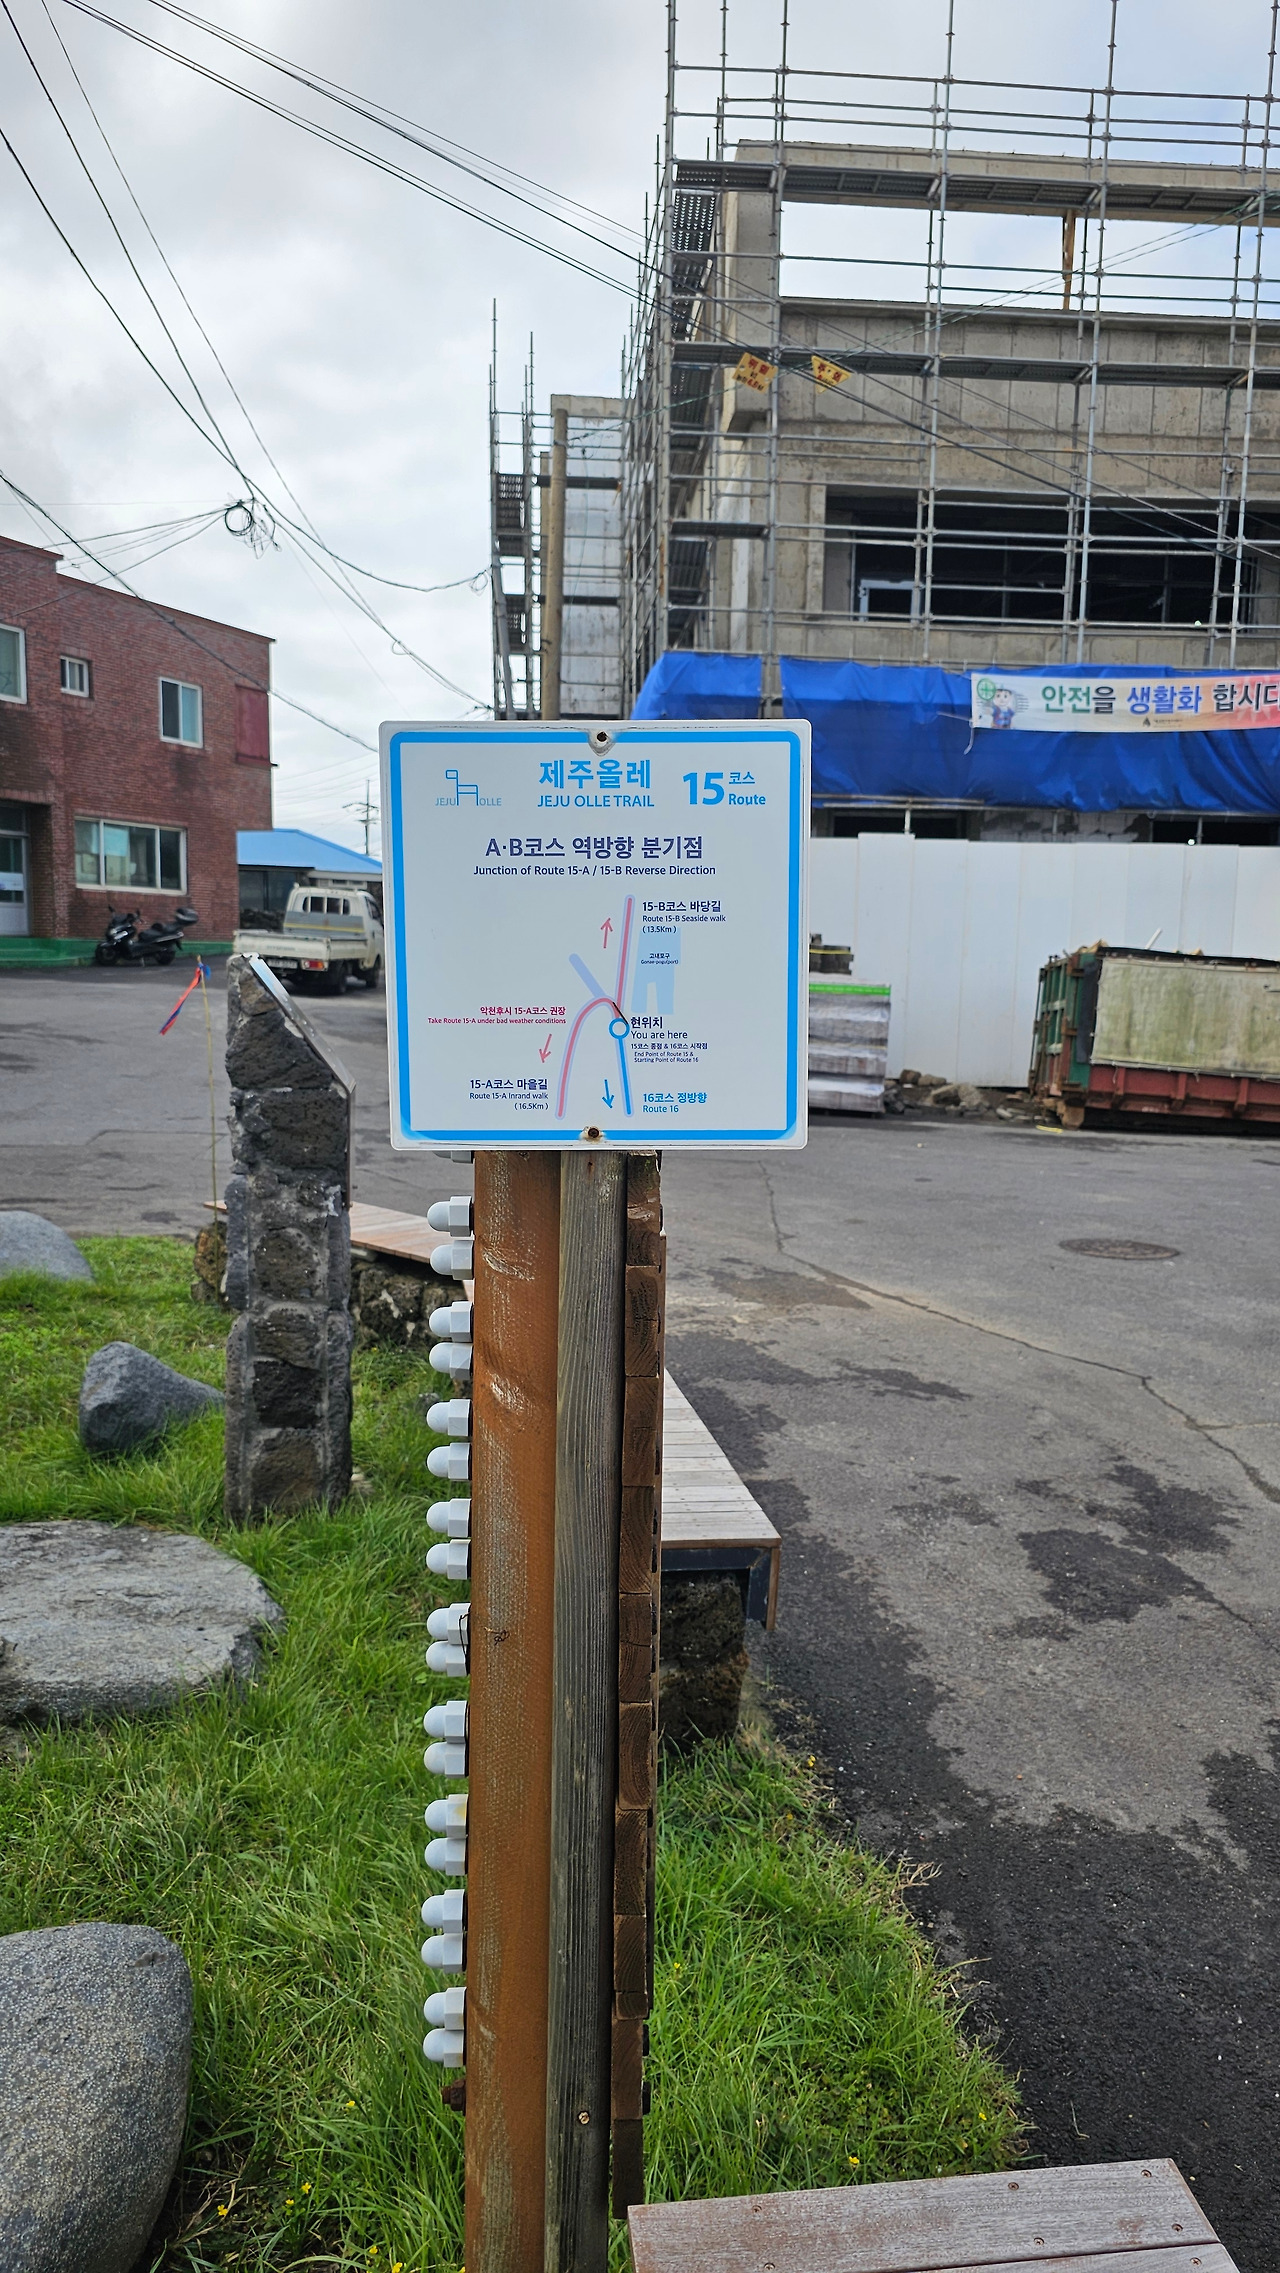 안전을 생활화 합시다
JEJU OLLE
제주올레
JEJU OLLE TRAIL
15 코스
Route
A·B코스 역방향 분기점
Junction of Route 15-A / 15-B Reverse Direction
15-B코스 바당길
Route 15-B Seaside walk
( 13.5Km )
고내포구
Gonae-pogu(port)
악천후시 15-A코스 권장
Take Route 15-A under bad weather conditions
현위치
You are here
15코스 종점 & 16코스 시작점
End Point of Route 15 &
Starting Point of Route 16
15-A코스 마을길
Route 15-A Inrand walk
( 16.5Km )
16코스 정방향
Route 16